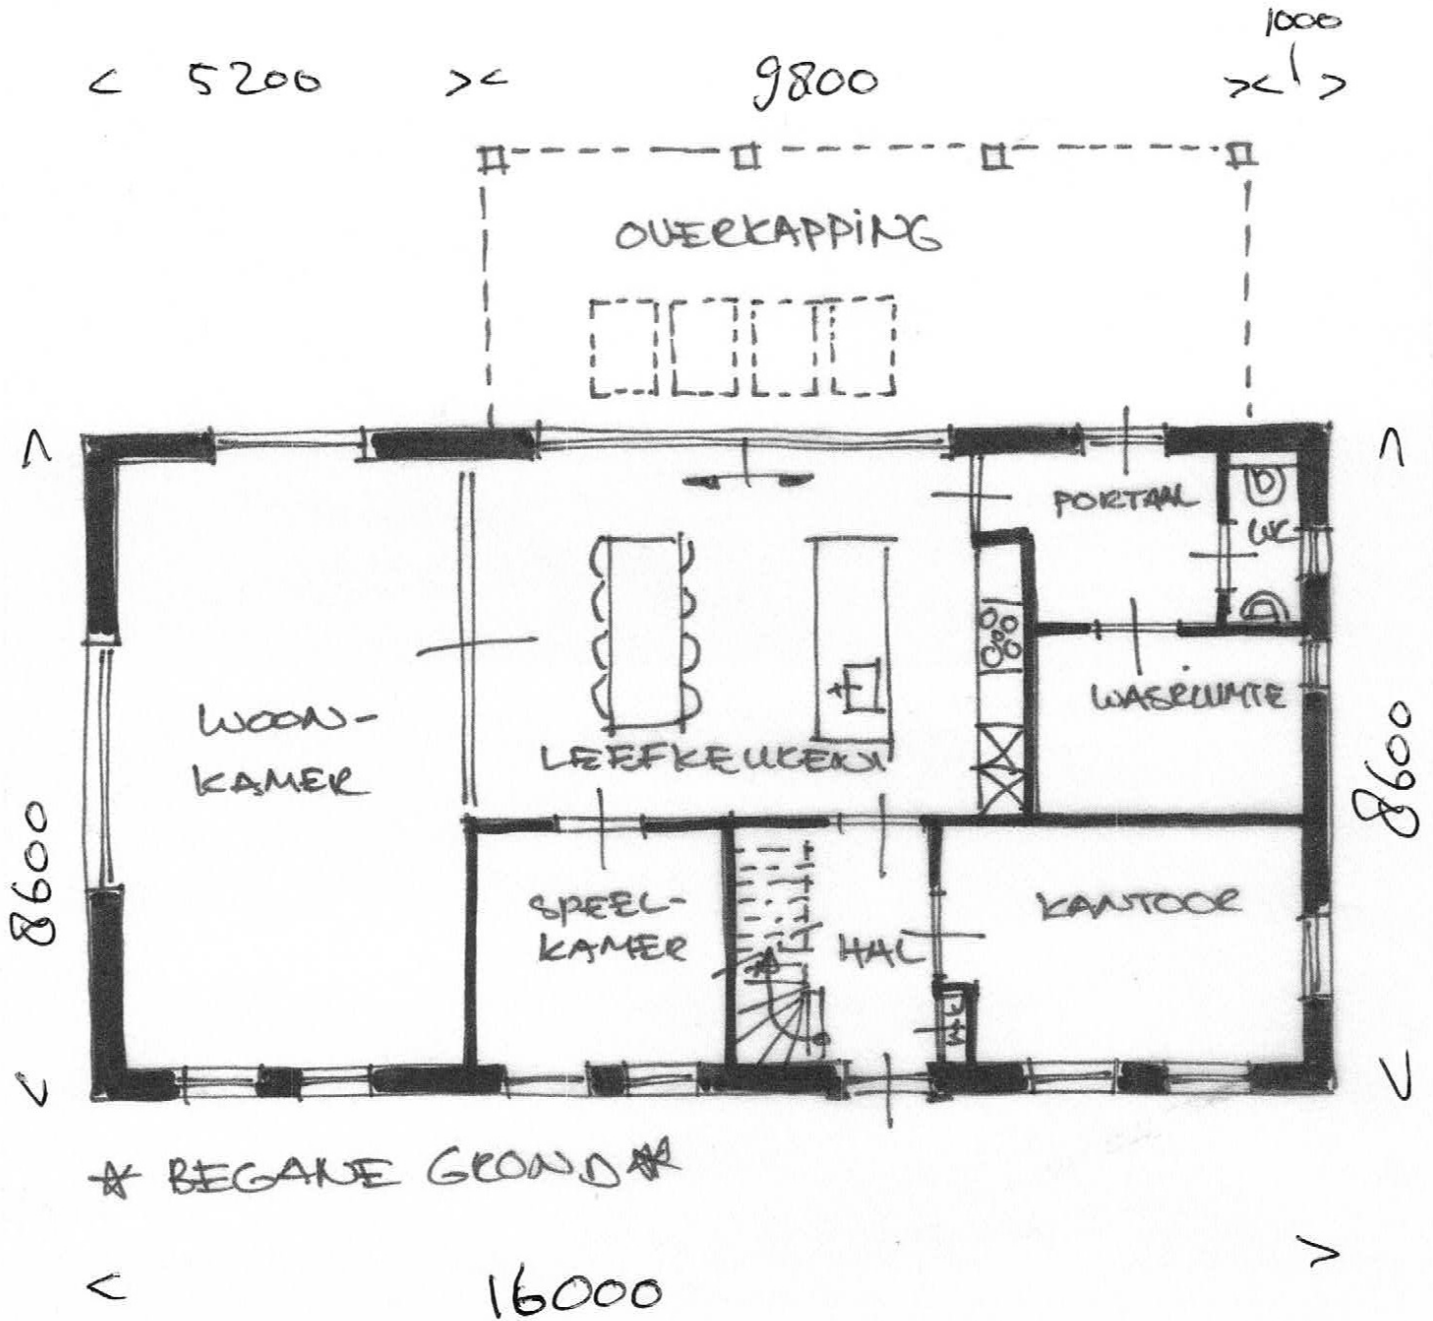 1000
5200
9800
OVERKAPPING
PORTAAL
WC
WOON-
KAMER
LEEFKEUKEN
WASRUIMTE
8600
8600
SPEEL-
KAMER
HAL
KANTOOR
MK
* BEGANE GROND *
16000